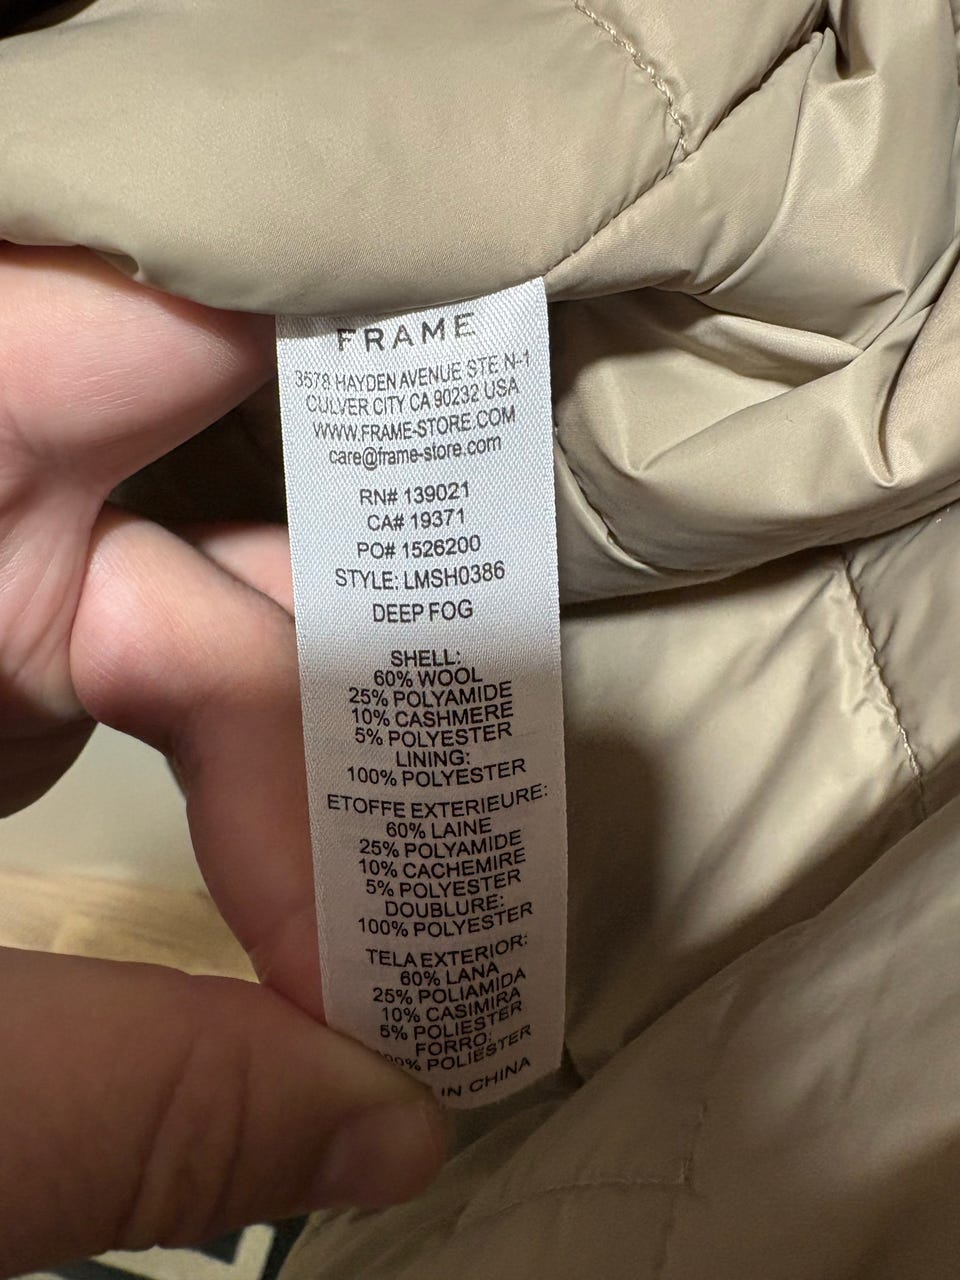 FRAME
3578 HAYDEN AVENUE STE N-1
CULVER CITY CA 90232 USA
WWW.FRAME-STORE.COM
care@frame-store.com
RN# 139021
CA# 19371
PO# 1526200
STYLE: LMSH0386
DEEP FOG
SHELL:
60% WOOL
25% POLYAMIDE
10% CASHMERE
5% POLYESTER
LINING:
100% POLYESTER
ETOFFE EXTERIEURE:
60% LAINE
25% POLYAMIDE
10% CACHEMIRE
5% POLYESTER
DOUBLURE:
100% POLYESTER
TELA EXTERIOR:
60% LANA
25% POLIAMIDA
10% CASIMIRA
5% POLIESTER
FORRO:
00% POLIESTER
IN CHINA